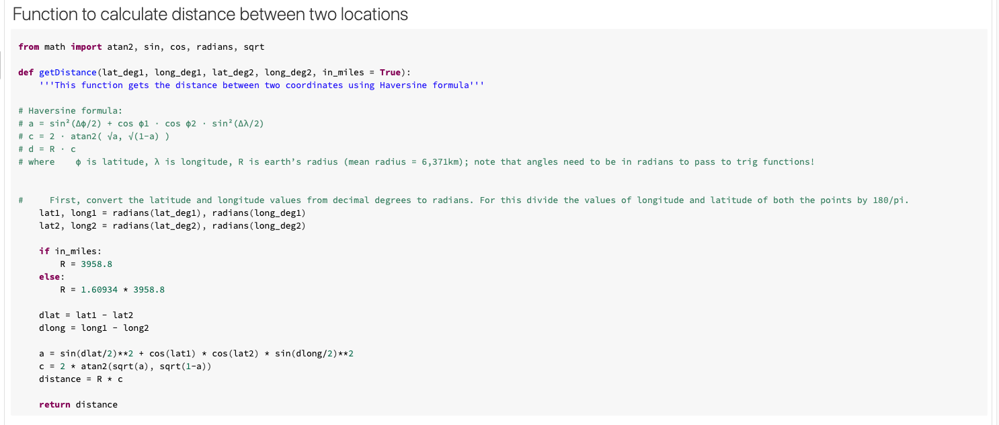 Function to calculate distance between two locations
from math import atan2, sin, cos, radians, sqrt
def getDistance(lat_deg1, long_deg1, lat_deg2, long_deg2, in_miles = True):
'''This function gets the distance between two coordinates using Haversine formula'''
# Haversine formula:
# a = sin²(Δφ/2) + cos φ1 · cos φ2 · sin²(Δλ/2)
# c = 2 · atan2( √a, √(1−a) )
# d = R · c
# where    φ is latitude, λ is longitude, R is earth’s radius (mean radius = 6,371km); note that angles need to be in radians to pass to trig functions!
#     First, convert the latitude and longitude values from decimal degrees to radians. For this divide the values of longitude and latitude of both the points by 180/pi.
lat1, long1 = radians(lat_deg1), radians(long_deg1)
lat2, long2 = radians(lat_deg2), radians(long_deg2)
if in_miles:
R = 3958.8
else:
R = 1.60934 * 3958.8
dlat = lat1 - lat2
dlong = long1 - long2
a = sin(dlat/2)**2 + cos(lat1) * cos(lat2) * sin(dlong/2)**2
c = 2 * atan2(sqrt(a), sqrt(1-a))
distance = R * c
return distance